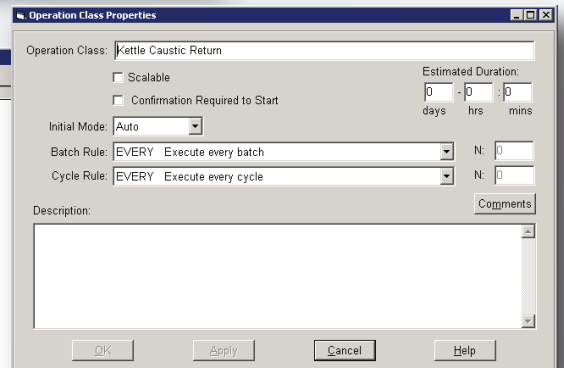 Operation Class Properties
Operation Class: Kettle Caustic Return
Scalable
Estimated Duration:
Confirmation Required to Start
0 - 0 : 0
days hrs mins
Initial Mode: Auto
Batch Rule: EVERY Execute every batch N: 0
Cycle Rule: EVERY Execute every cycle N: 0
Comments
Description:
OK Apply Cancel Help